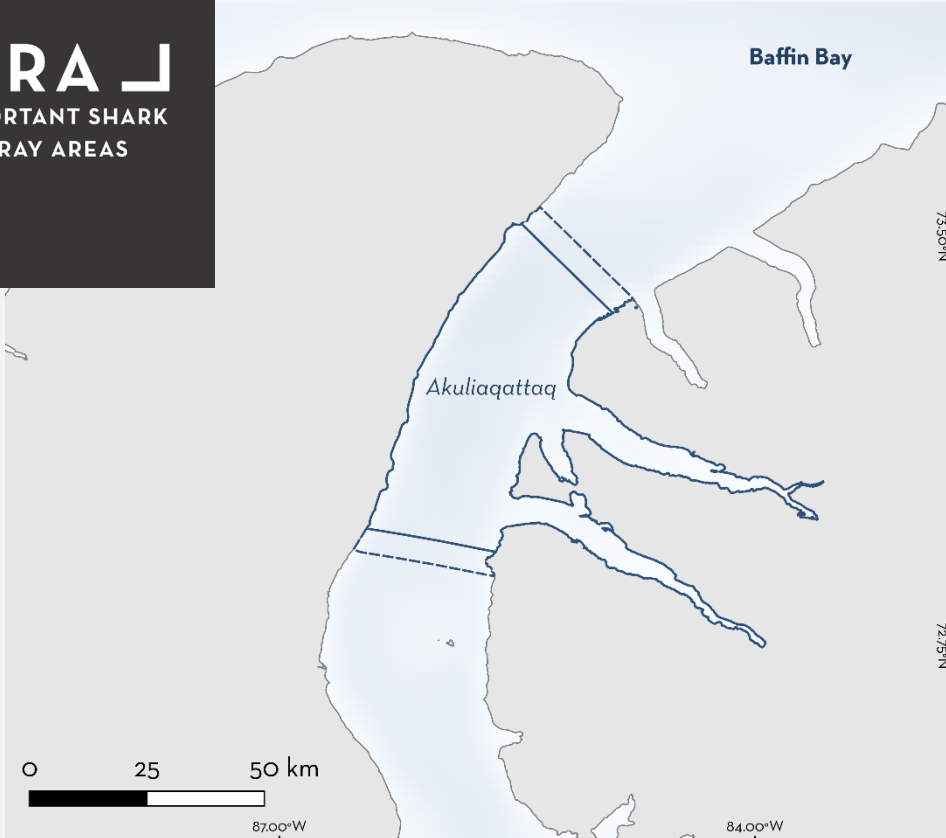 RA
ORTANT SHARK
RAY AREAS
Baffin Bay
73.50°N
Akuliaqattaq
72.75°N
0 25 50 km
87.00°W 84.00°W